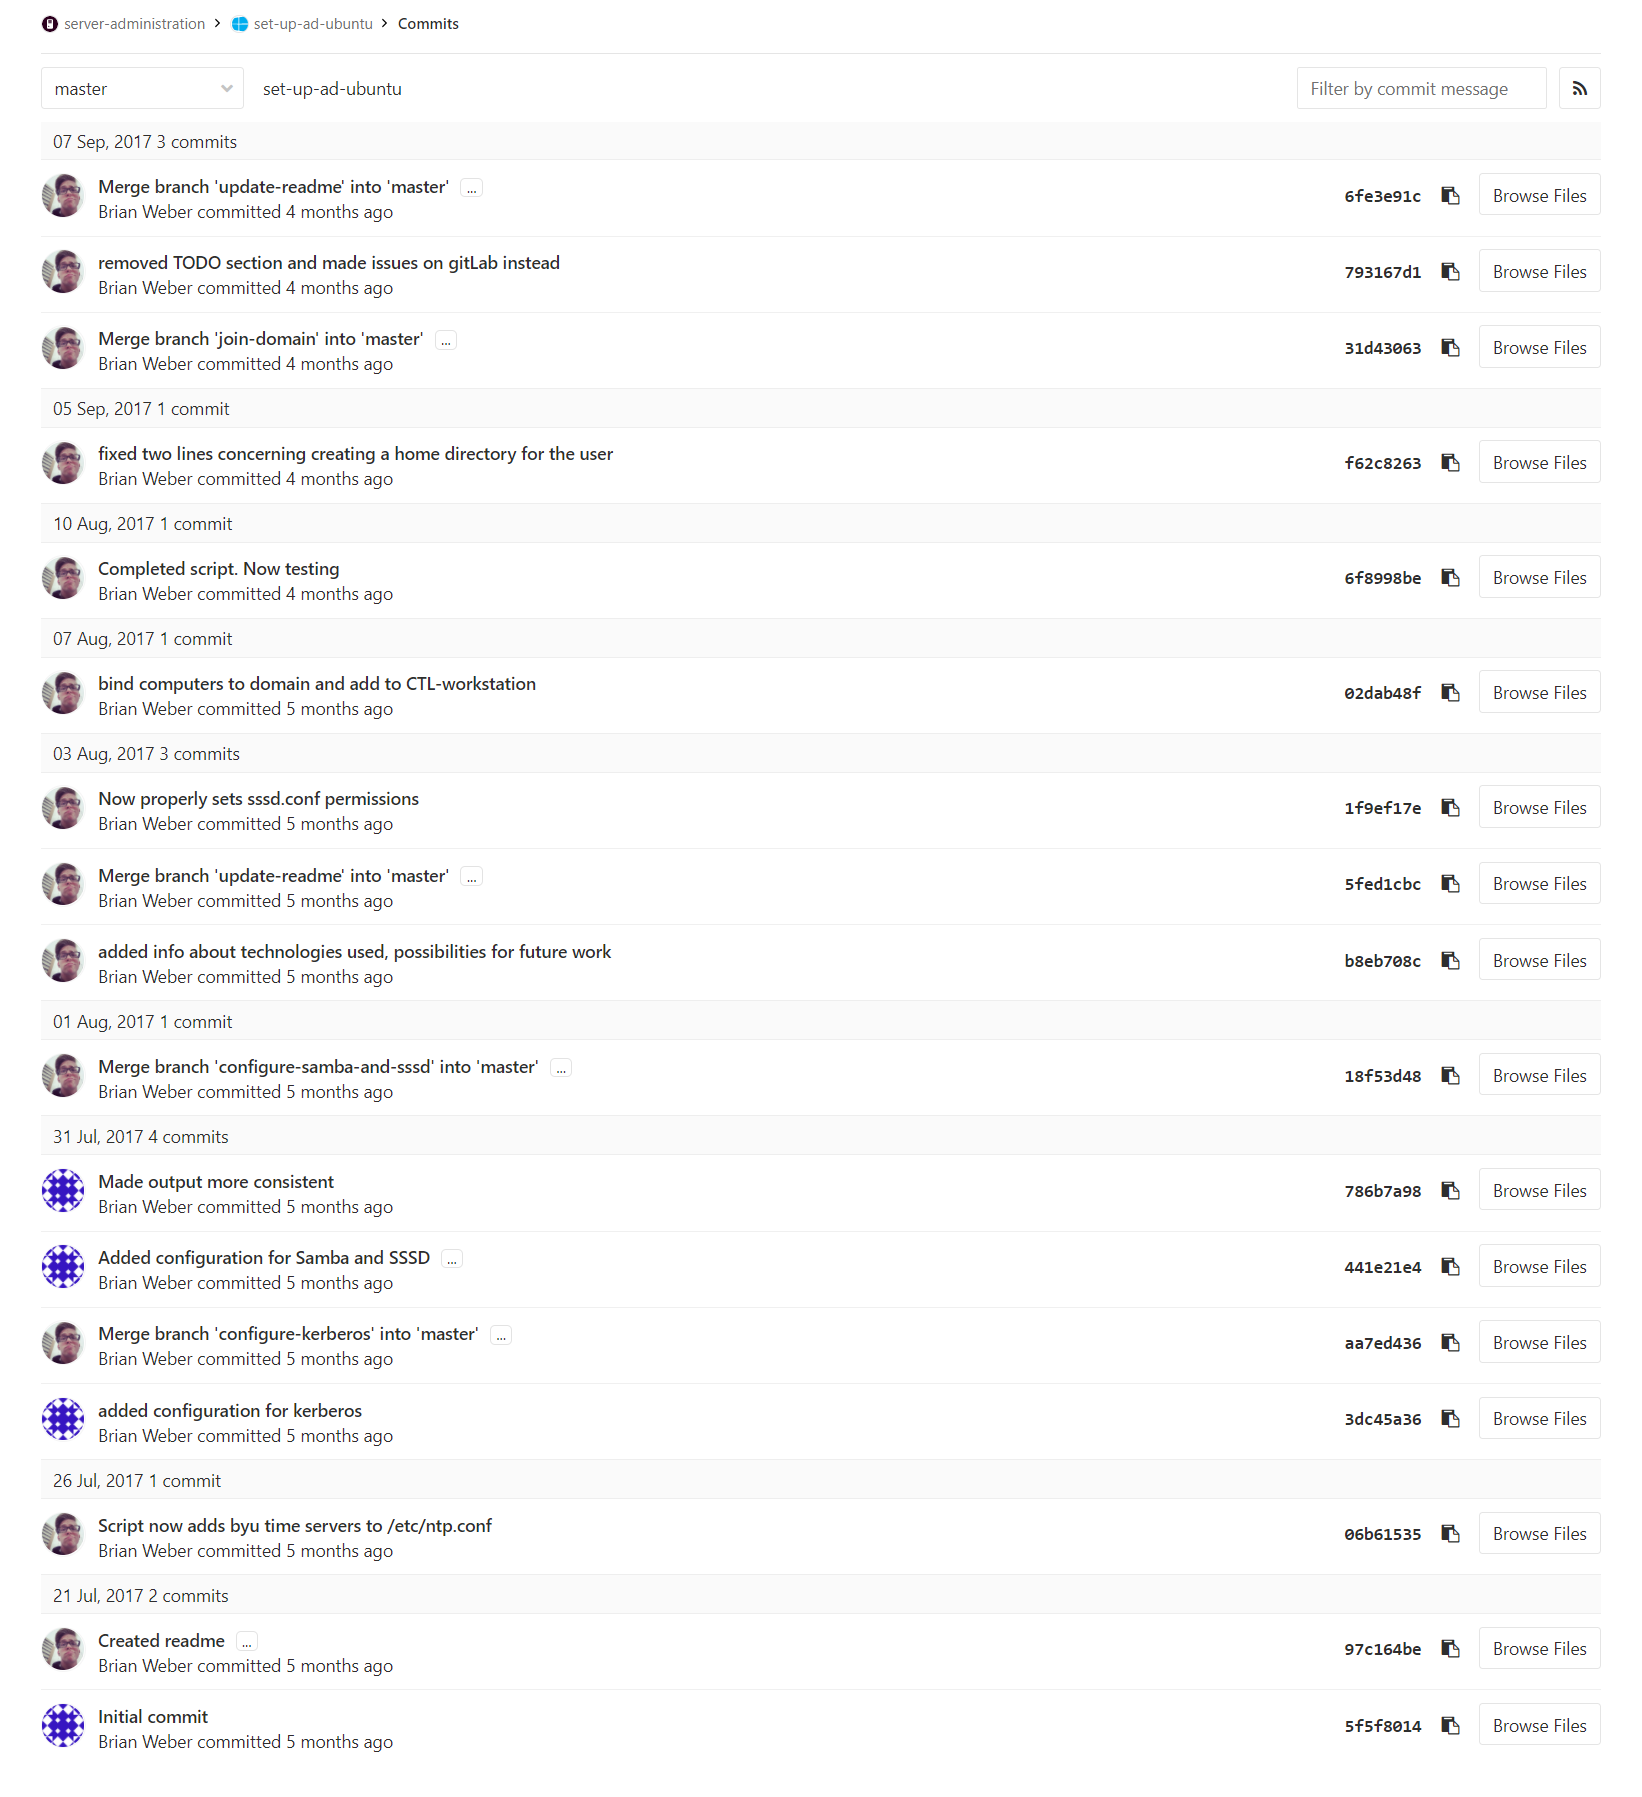 server-administration > set-up-ad-ubuntu > Commits
master set-up-ad-ubuntu Filter by commit message
07 Sep, 2017 3 commits
Merge branch 'update-readme' into 'master' ...
Brian Weber committed 4 months ago
6fe3e91c Browse Files
removed TODO section and made issues on gitLab instead
Brian Weber committed 4 months ago
793167d1 Browse Files
Merge branch 'join-domain' into 'master' ...
Brian Weber committed 4 months ago
31d43063 Browse Files
05 Sep, 2017 1 commit
fixed two lines concerning creating a home directory for the user
Brian Weber committed 4 months ago
f62c8263 Browse Files
10 Aug, 2017 1 commit
Completed script. Now testing
Brian Weber committed 4 months ago
6f8998be Browse Files
07 Aug, 2017 1 commit
bind computers to domain and add to CTL-workstation
Brian Weber committed 5 months ago
02dab48f Browse Files
03 Aug, 2017 3 commits
Now properly sets sssd.conf permissions
Brian Weber committed 5 months ago
1f9ef17e Browse Files
Merge branch 'update-readme' into 'master' ...
Brian Weber committed 5 months ago
5fed1cbc Browse Files
added info about technologies used, possibilities for future work
Brian Weber committed 5 months ago
b8eb708c Browse Files
01 Aug, 2017 1 commit
Merge branch 'configure-samba-and-sssd' into 'master' ...
Brian Weber committed 5 months ago
18f53d48 Browse Files
31 Jul, 2017 4 commits
Made output more consistent
Brian Weber committed 5 months ago
786b7a98 Browse Files
Added configuration for Samba and SSSD ...
Brian Weber committed 5 months ago
441e21e4 Browse Files
Merge branch 'configure-kerberos' into 'master' ...
Brian Weber committed 5 months ago
aa7ed436 Browse Files
added configuration for kerberos
Brian Weber committed 5 months ago
3dc45a36 Browse Files
26 Jul, 2017 1 commit
Script now adds byu time servers to /etc/ntp.conf
Brian Weber committed 5 months ago
06b61535 Browse Files
21 Jul, 2017 2 commits
Created readme ...
Brian Weber committed 5 months ago
97c164be Browse Files
Initial commit
Brian Weber committed 5 months ago
5f5f8014 Browse Files